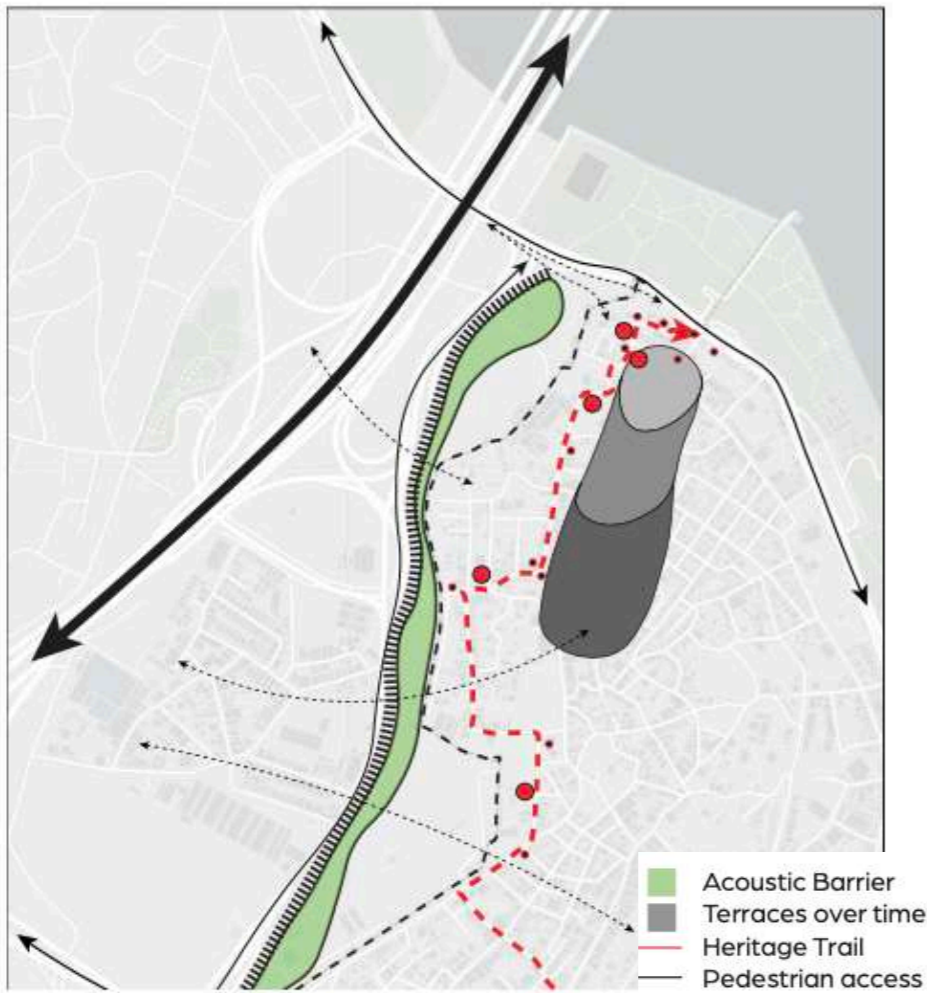 Acoustic Barrier
Terraces over time
Heritage Trail
Pedestrian access